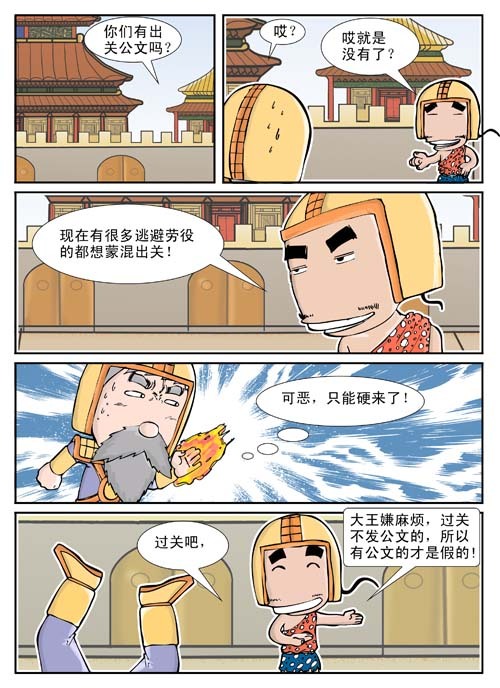 你们有出
关公文吗？
哎？
哎就是
没有了？
现在有很多逃避劳役
的都想蒙混出关！
可恶，只能硬来了！
过关吧，
大王嫌麻烦，过关
不发公文的，所以
有公文的才是假的！